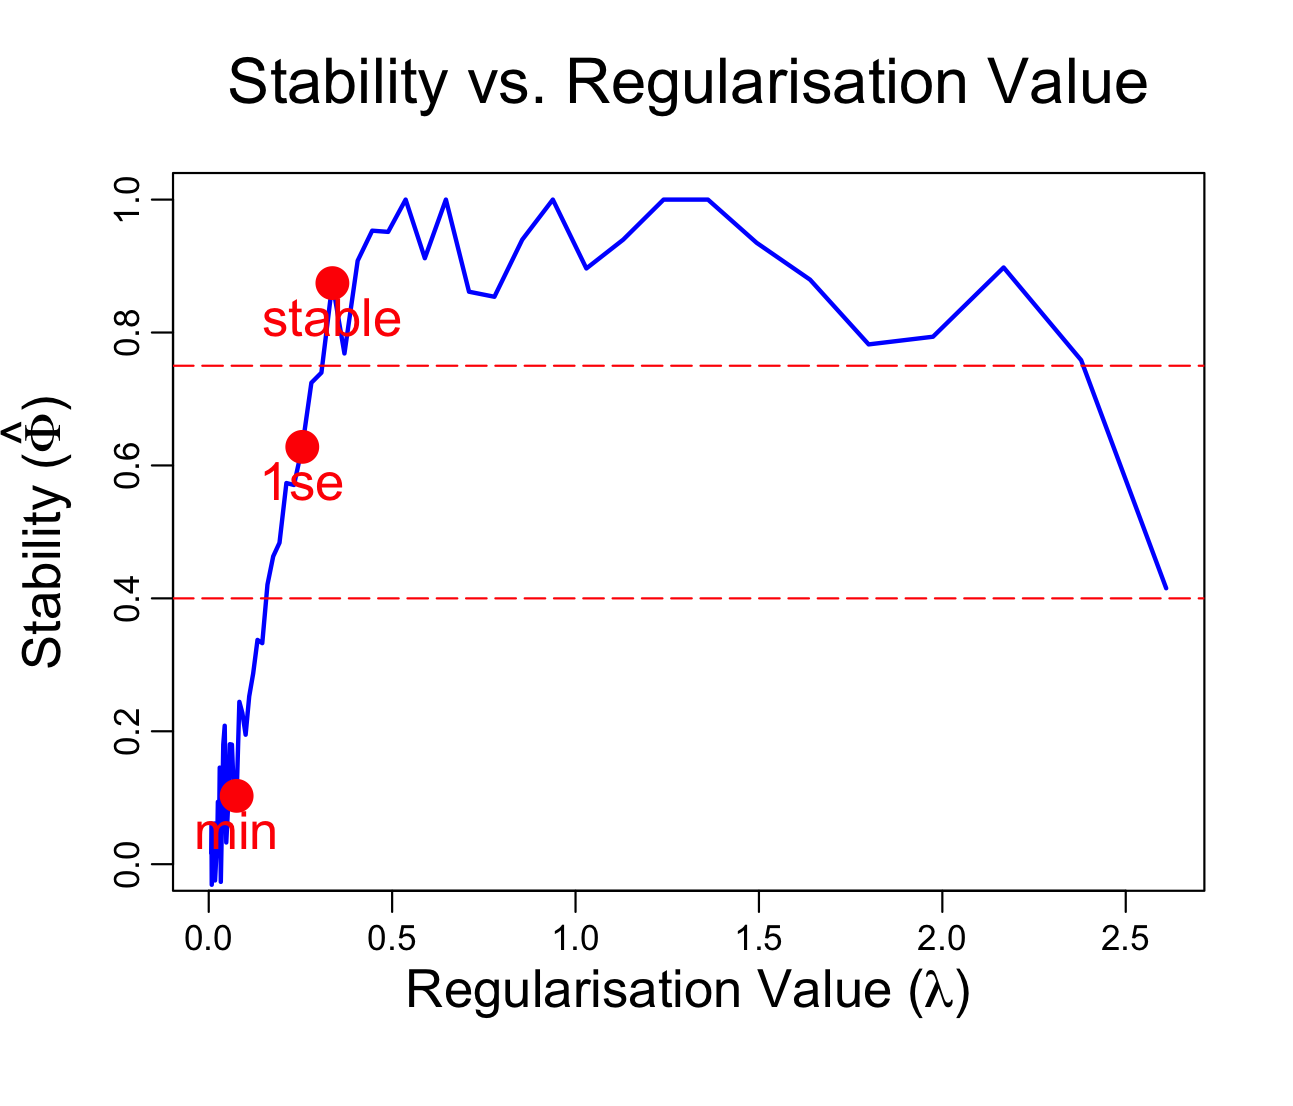 Stability vs. Regularisation Value
Stability (Φ̂)
1.0
0.8
0.6
0.4
0.2
0.0
stable
1se
min
0.0 0.5 1.0 1.5 2.0 2.5
Regularisation Value (λ)